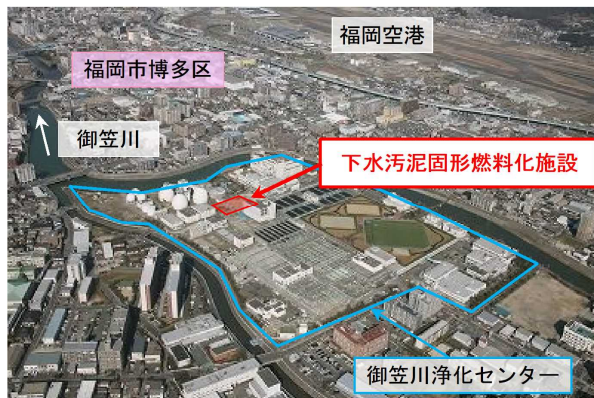 福岡空港
福岡市博多区
御笠川
下水汚泥固形燃料化施設
御笠川浄化センター